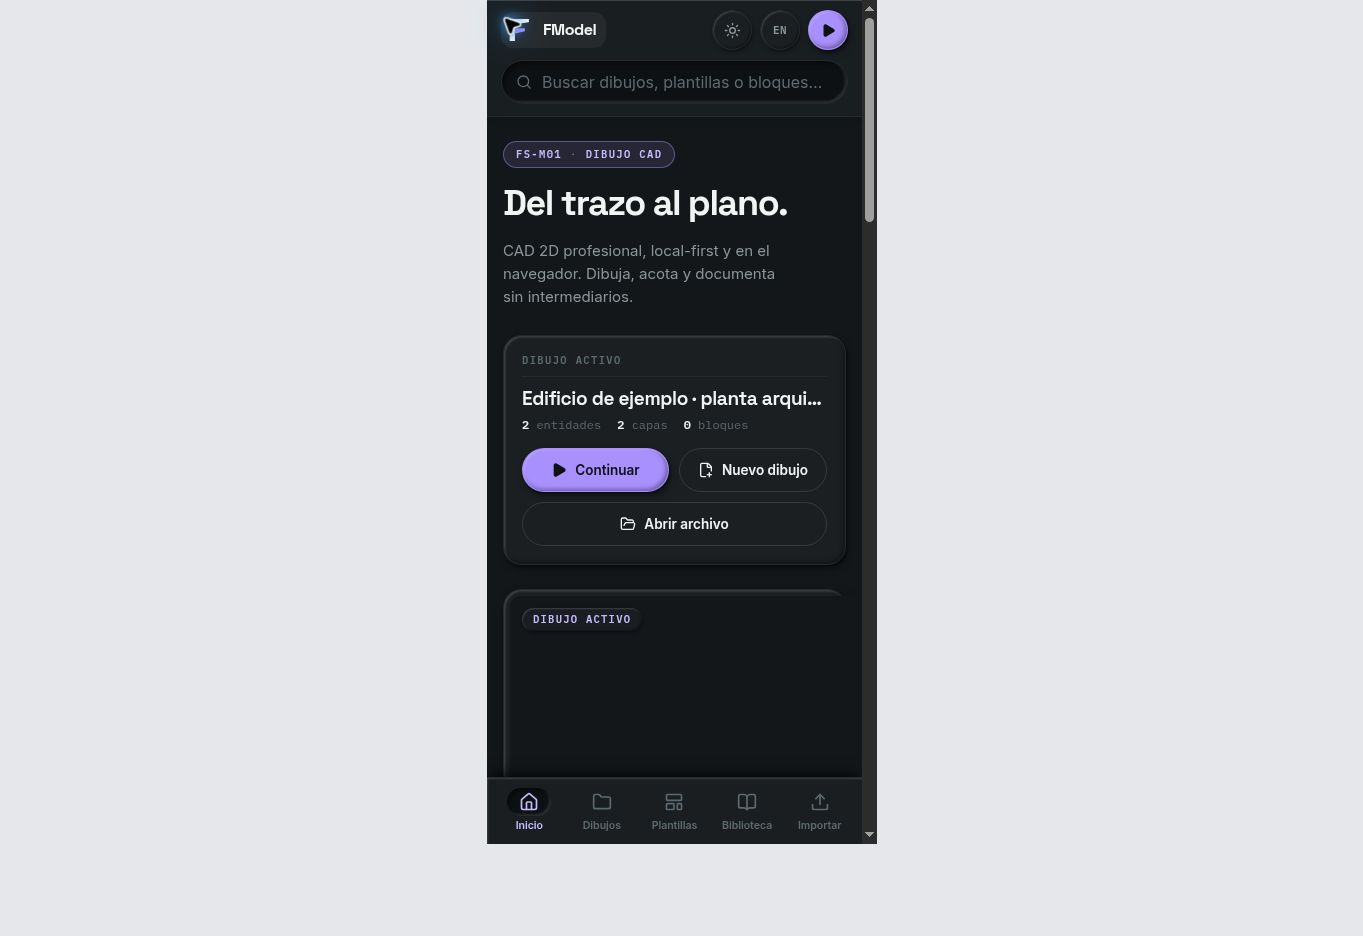 FModel
EN
Buscar dibujos, plantillas o bloques...
FS-M01 · DIBUJO CAD
Del trazo al plano.
CAD 2D profesional, local-first y en el
navegador. Dibuja, acota y documenta
sin intermediarios.
DIBUJO ACTIVO
Edificio de ejemplo · planta arqui...
2 entidades 2 capas 0 bloques
Continuar
Nuevo dibujo
Abrir archivo
DIBUJO ACTIVO
Inicio
Dibujos
Plantillas
Biblioteca
Importar